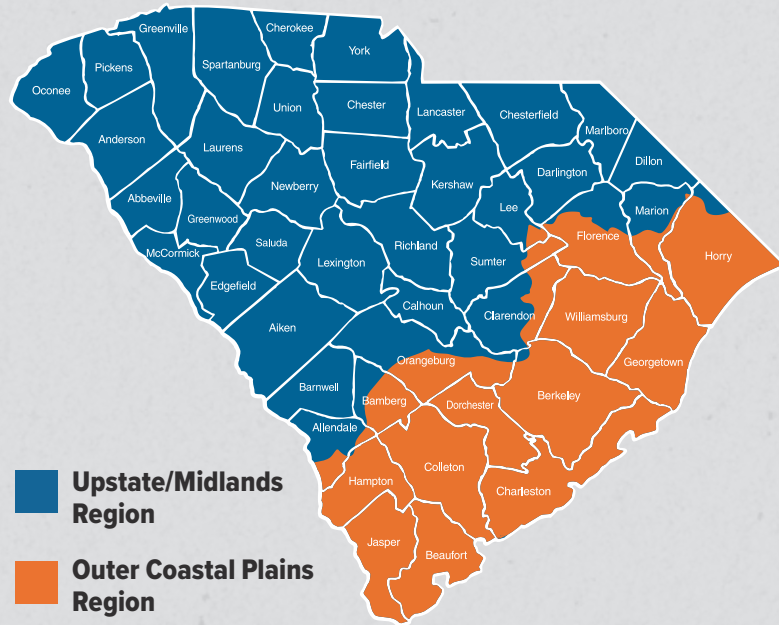 Greenville
Cherokee
York
Pickens
Spartanburg
Oconee
Union
Chester
Lancaster
Chesterfield
Marlboro
Anderson
Laurens
Dillon
Fairfield
Darlington
Kershaw
Newberry
Abbeville
Lee
Marion
Greenwood
Florence
Saluda
Richland
McCormick
Lexington
Sumter
Horry
Edgefield
Calhoun
Clarendon
Williamsburg
Aiken
Orangeburg
Georgetown
Barnwell
Berkeley
Bamberg
Dorchester
Allendale
Colleton
Hampton
Charleston
Jasper
Beaufort
Upstate/Midlands
Region
Outer Coastal Plains
Region